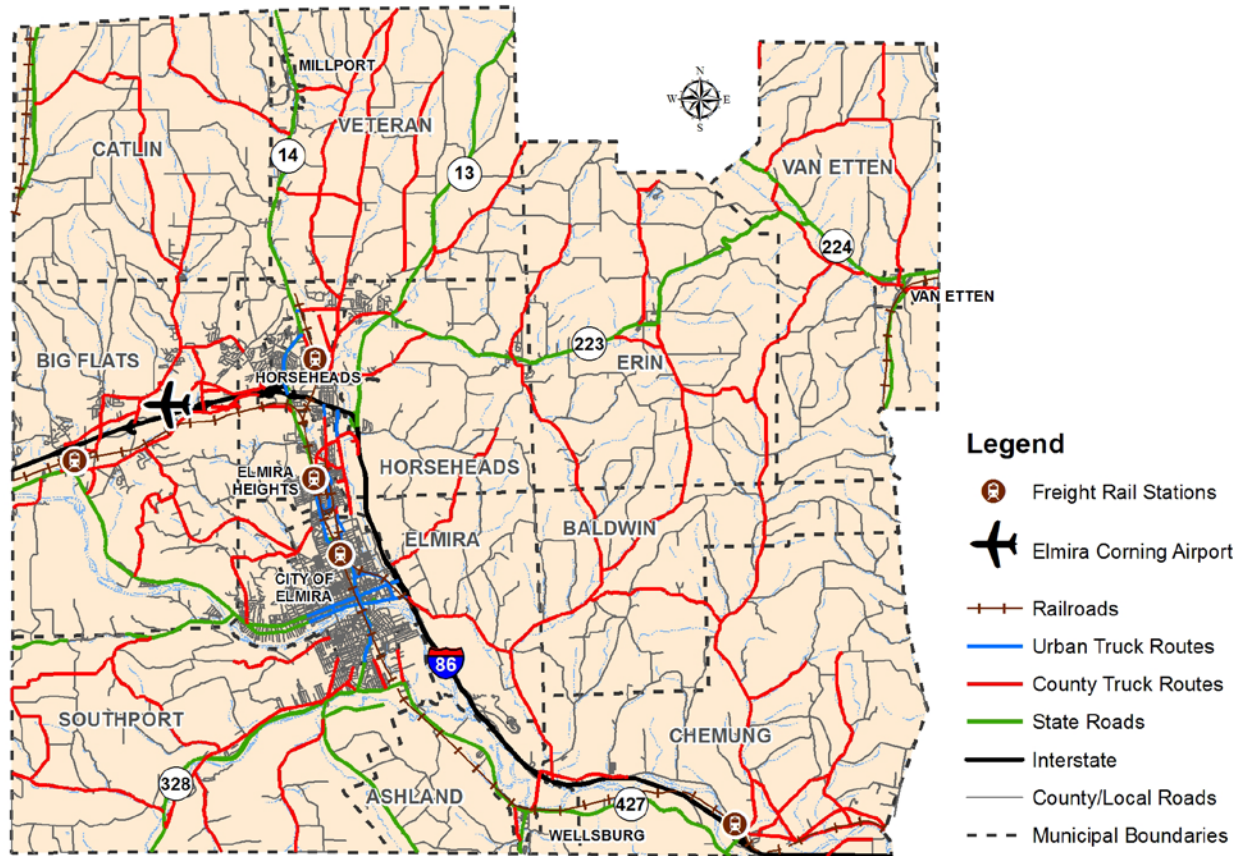 N
W E
S
MILLPORT
VETERAN
CATLIN
14
13
VAN ETTEN
224
VAN ETTEN
223
ERIN
BIG FLATS
HORSEHEADS
HORSEHEADS
ELMIRA
HEIGHTS
BALDWIN
ELMIRA
CITY OF
ELMIRA
86
SOUTHPORT
CHEMUNG
328
ASHLAND
427
WELLSBURG
Legend
Freight Rail Stations
Elmira Corning Airport
Railroads
Urban Truck Routes
County Truck Routes
State Roads
Interstate
County/Local Roads
Municipal Boundaries